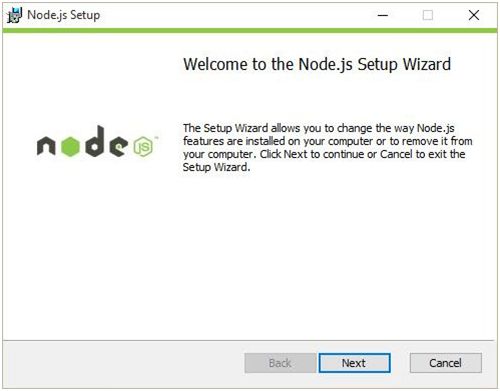 Node.js Setup
Welcome to the Node.js Setup Wizard
node JS™
The Setup Wizard allows you to change the way Node.js
features are installed on your computer or to remove it from
your computer. Click Next to continue or Cancel to exit the
Setup Wizard.
Back Next Cancel